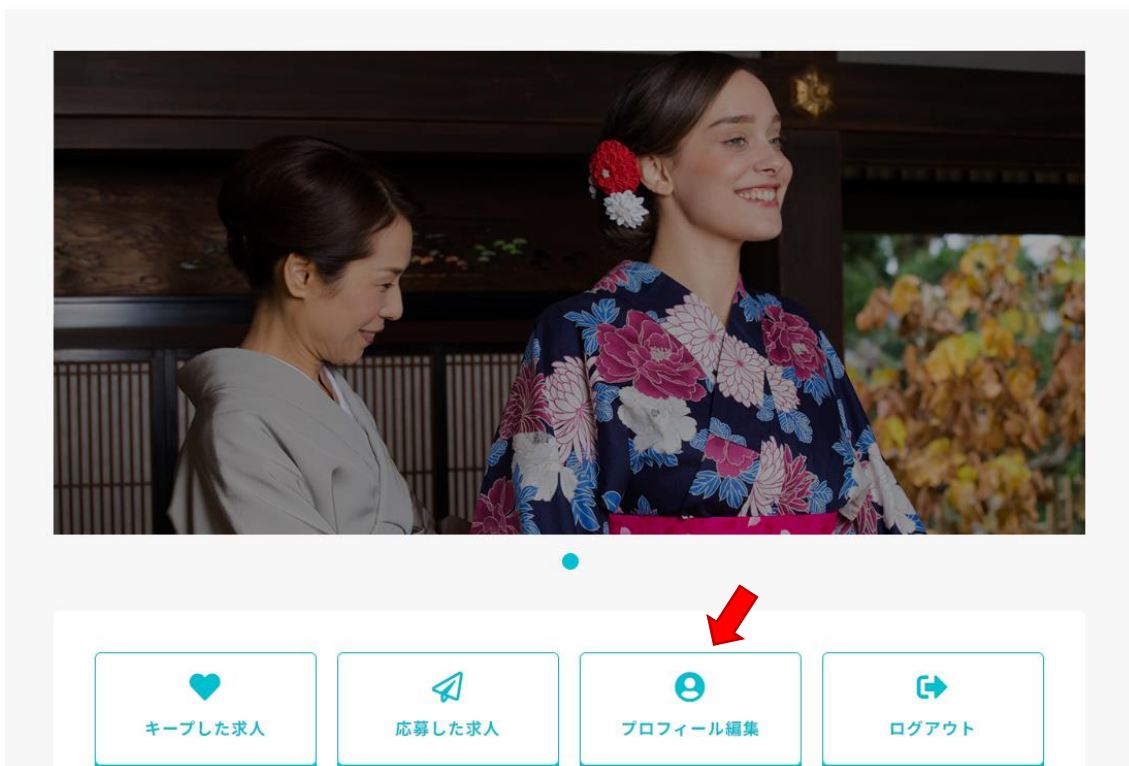 キープした求人
応募した求人
プロフィール編集
ログアウト